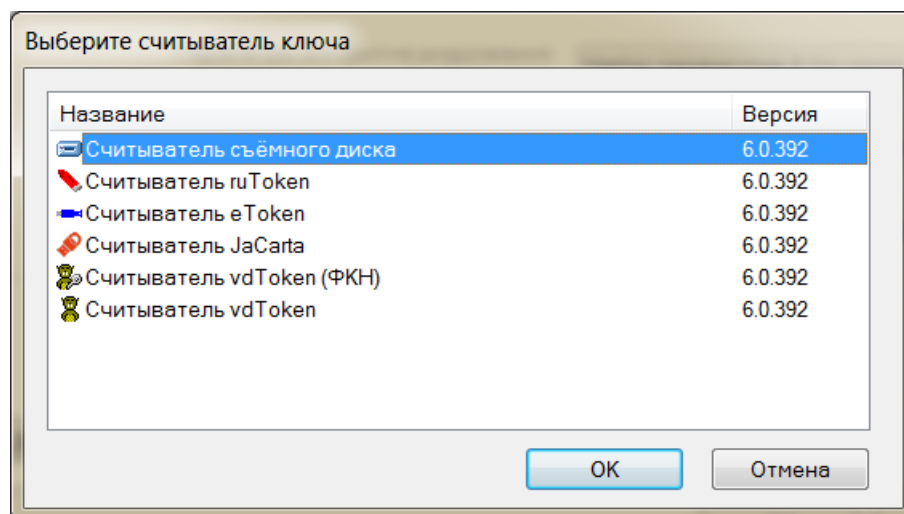 Выберите считыватель ключа
Название Версия
Считыватель съёмного диска 6.0.392
Считыватель ruToken 6.0.392
Считыватель eToken 6.0.392
Считыватель JaCarta 6.0.392
Считыватель vdToken (ФКН) 6.0.392
Считыватель vdToken 6.0.392
OK Отмена